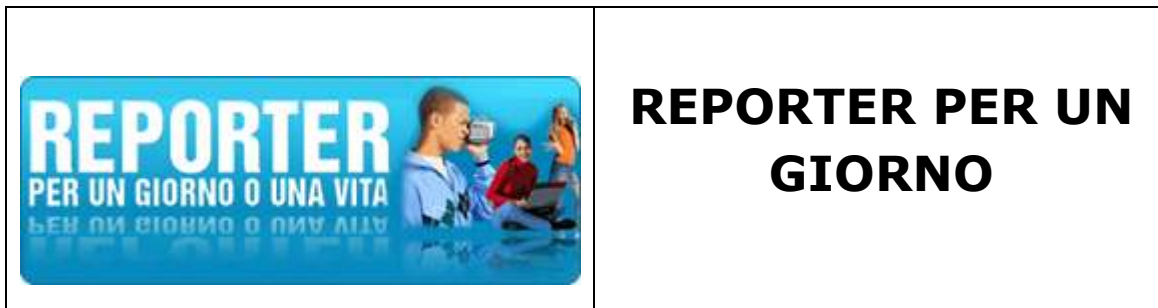 REPORTER
PER UN GIORNO O UNA VITA
PER UN GIORNO O UNA VITA
REPORTER PER UN
GIORNO